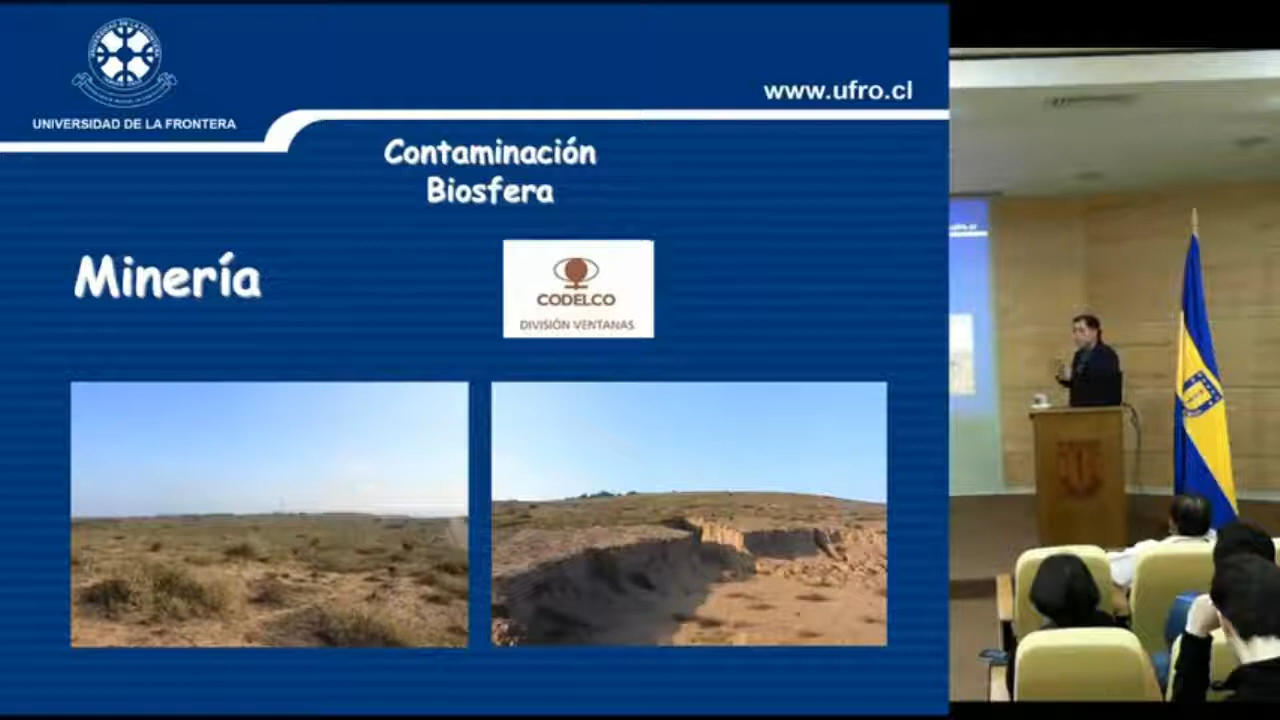 UNIVERSIDAD DE LA FRONTERA
www.ufro.cl
Contaminación
Biosfera
Minería
CODELCO
DIVISIÓN VENTANAS